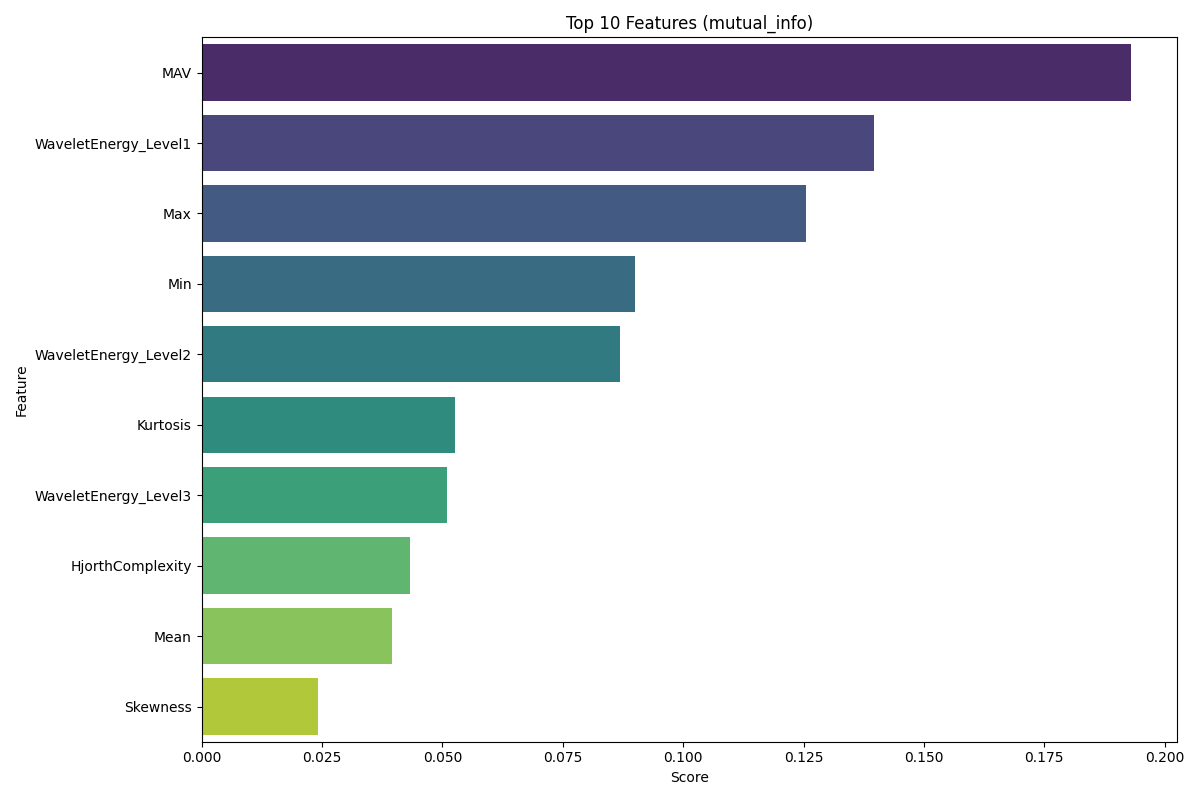 Top 10 Features (mutual_info)
MAV
WaveletEnergy_Level1
Max
Min
WaveletEnergy_Level2
Kurtosis
WaveletEnergy_Level3
HjorthComplexity
Mean
Skewness
Feature
0.000 0.025 0.050 0.075 0.100 0.125 0.150 0.175 0.200
Score